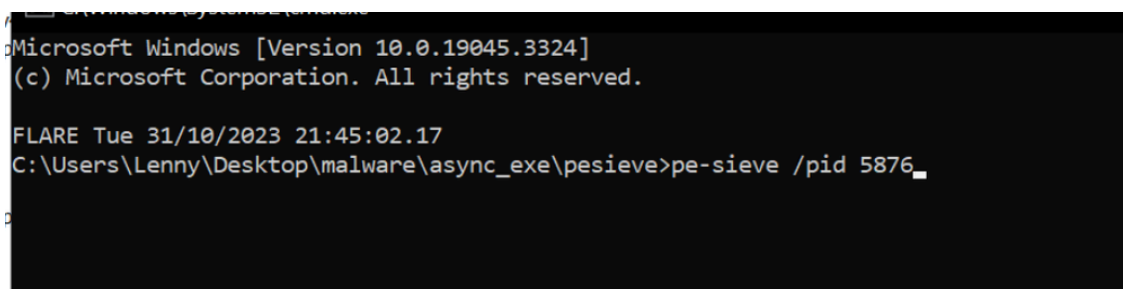 Microsoft Windows [Version 10.0.19045.3324]
(c) Microsoft Corporation. All rights reserved.
FLARE Tue 31/10/2023 21:45:02.17
C:\Users\Lenny\Desktop\malware\async_exe\pesieve>pe-sieve /pid 5876